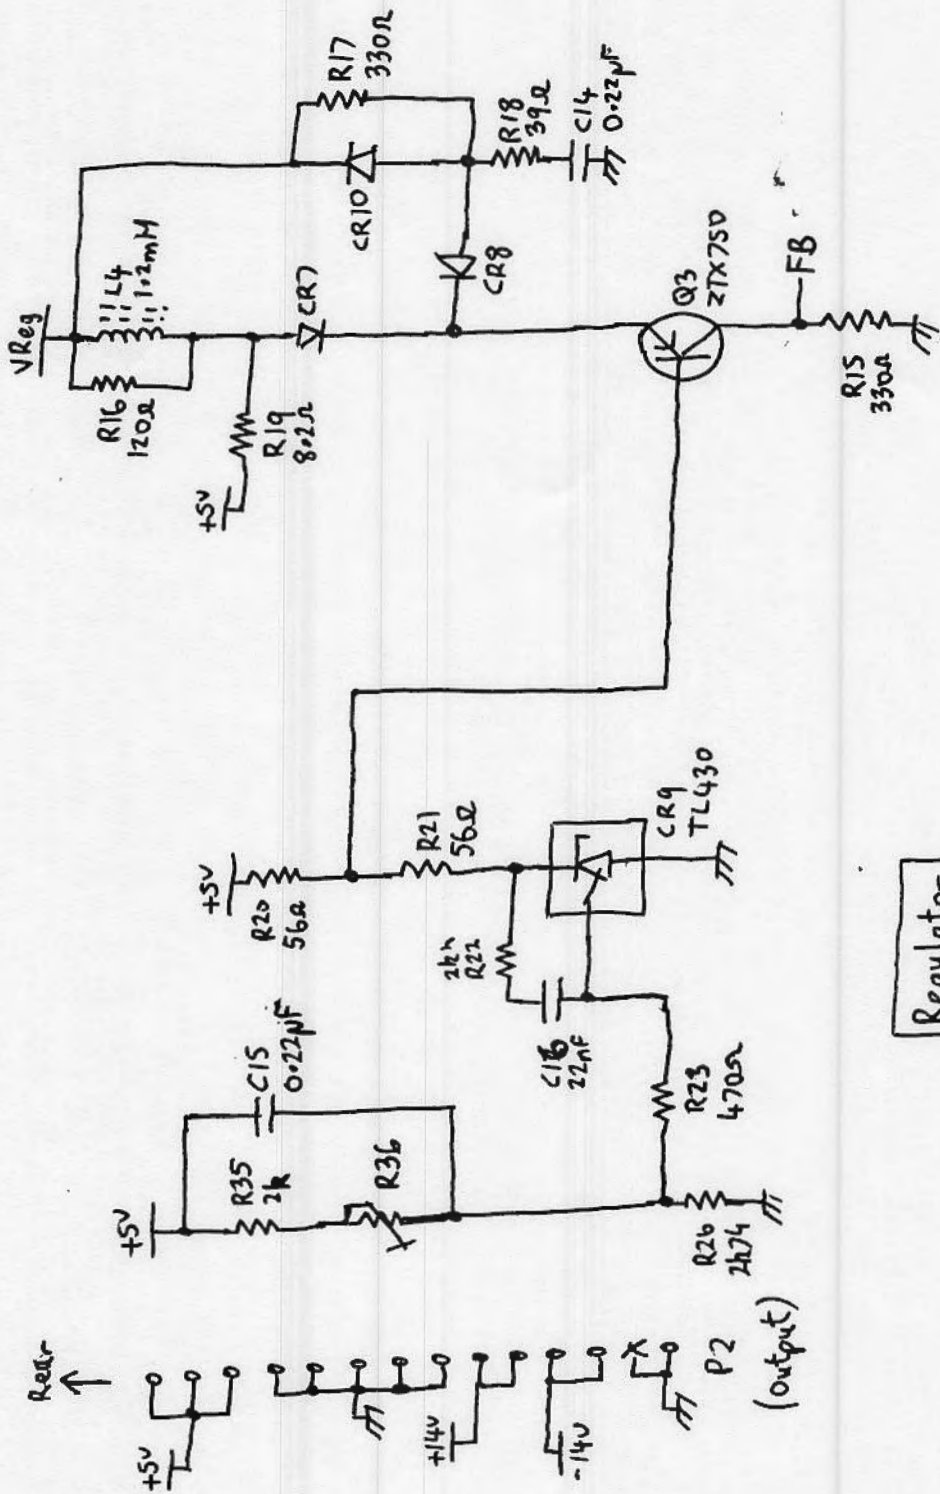 VReg
R16
120Ω
L4
1.2mH
+5V
R19
8.2Ω
CR7
CR10
R17
330Ω
R18
39Ω
C14
0.22µF
CR8
Q3
ZTX750
FB
R15
330Ω
+5V
R20
56Ω
R21
56Ω
R22
C16
22nF
CR9
TL430
+5V
R35
2k
C15
0.22µF
R36
R23
470Ω
R26
2k74
Rear
+5V
+14V
-14V
P2
(output)
Regulator